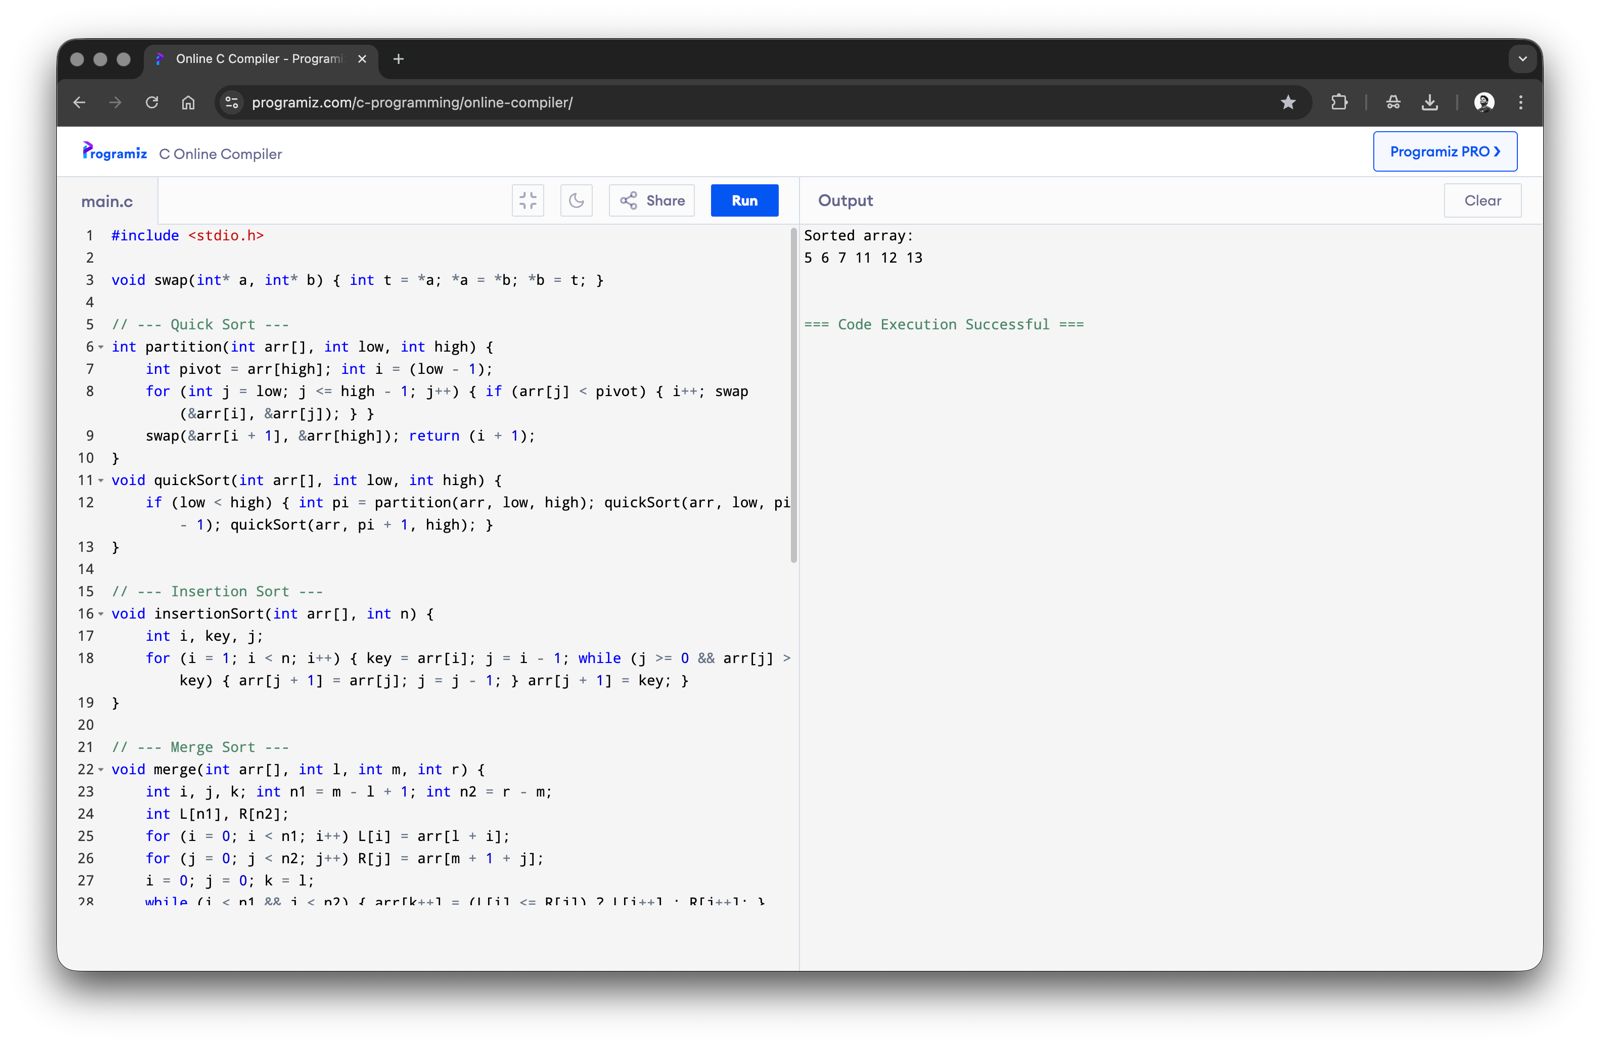 Online C Compiler - Programi
programiz.com/c-programming/online-compiler/
Programiz C Online Compiler
Programiz PRO
main.c
Share
Run
Output
Clear
1 #include <stdio.h>
2
3 void swap(int* a, int* b) { int t = *a; *a = *b; *b = t; }
4
5 // --- Quick Sort ---
6 int partition(int arr[], int low, int high) {
7 int pivot = arr[high]; int i = (low - 1);
8 for (int j = low; j <= high - 1; j++) { if (arr[j] < pivot) { i++; swap
(&arr[i], &arr[j]); } }
9 swap(&arr[i + 1], &arr[high]); return (i + 1);
10 }
11 void quickSort(int arr[], int low, int high) {
12 if (low < high) { int pi = partition(arr, low, high); quickSort(arr, low, pi
- 1); quickSort(arr, pi + 1, high); }
13 }
14
15 // --- Insertion Sort ---
16 void insertionSort(int arr[], int n) {
17 int i, key, j;
18 for (i = 1; i < n; i++) { key = arr[i]; j = i - 1; while (j >= 0 && arr[j] >
key) { arr[j + 1] = arr[j]; j = j - 1; } arr[j + 1] = key; }
19 }
20
21 // --- Merge Sort ---
22 void merge(int arr[], int l, int m, int r) {
23 int i, j, k; int n1 = m - l + 1; int n2 = r - m;
24 int L[n1], R[n2];
25 for (i = 0; i < n1; i++) L[i] = arr[l + i];
26 for (j = 0; j < n2; j++) R[j] = arr[m + 1 + j];
27 i = 0; j = 0; k = l;
28 while (i < n1 && j < n2) { arr[k++] = (L[i] <= R[j]) ? L[i++] : R[j++]; }
Sorted array:
5 6 7 11 12 13
=== Code Execution Successful ===